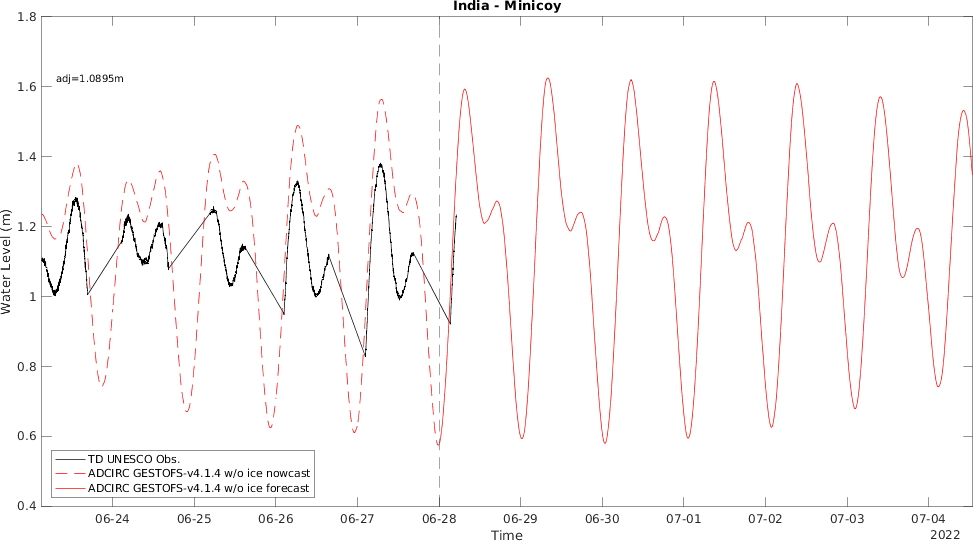 India - Minicoy
1.8
1.6
1.4
1.2
1
0.8
0.6
0.4
Water Level (m)
adj=1.0895m
TD UNESCO Obs.
ADCIRC GESTOFS-v4.1.4 w/o ice nowcast
ADCIRC GESTOFS-v4.1.4 w/o ice forecast
06-24 06-25 06-26 06-27 06-28 06-29 06-30 07-01 07-02 07-03 07-04
Time
2022